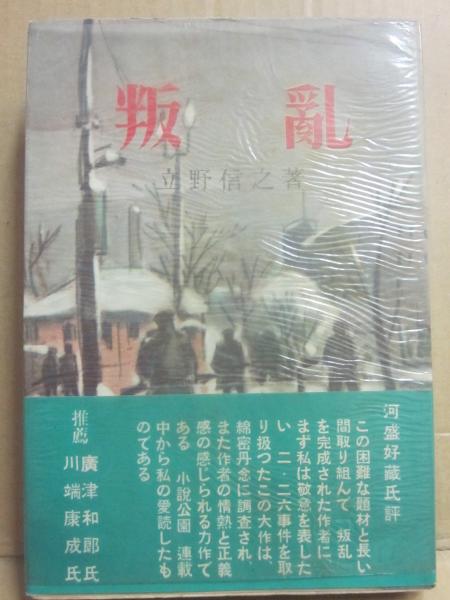 叛亂
立野信之著
河盛好藏氏評
この困難な題材と長い
間取り組んで 叛乱
を完成された作者に
まず私は敬意を表した
い 二・二六事件を取
り扱つたこの大作は、
綿密丹念に調査され、
また作者の情熱と正義
感の感じられる力作で
ある 小說公園 連載
中から私の愛読したも
のである
推薦 廣津和郎氏
川端康成氏